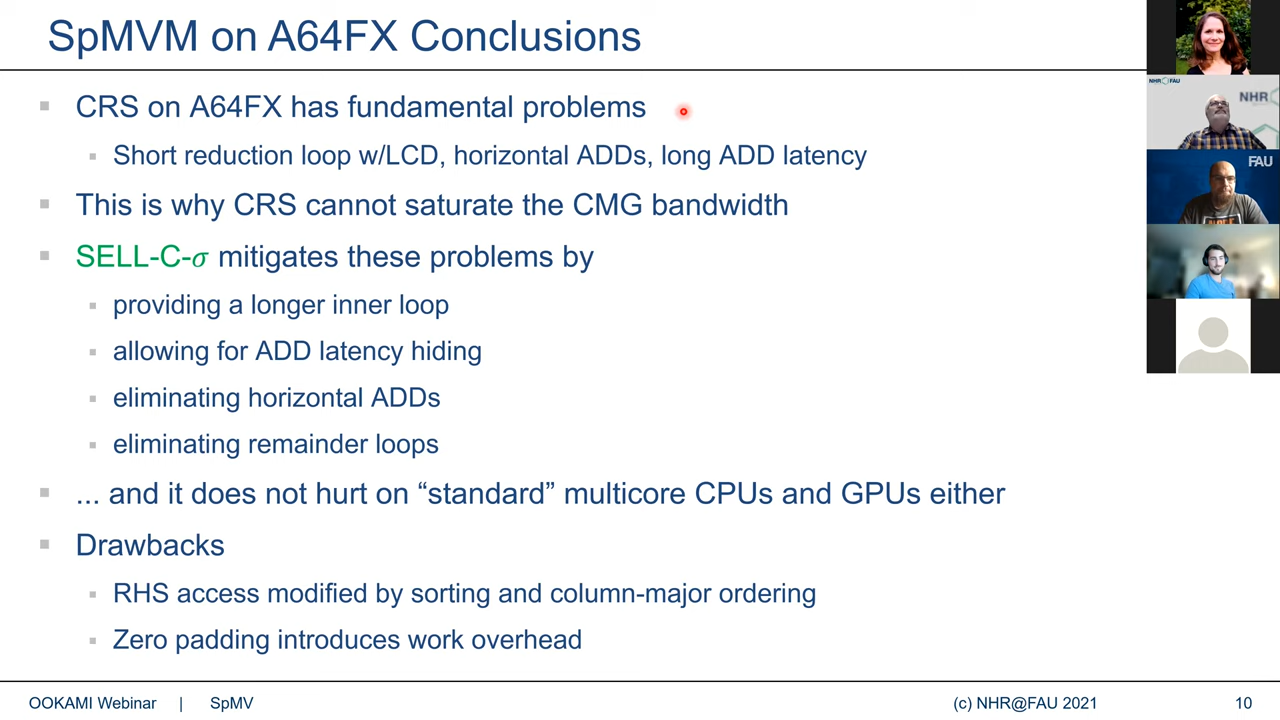 SpMVM on A64FX Conclusions
CRS on A64FX has fundamental problems
Short reduction loop w/LCD, horizontal ADDs, long ADD latency
This is why CRS cannot saturate the CMG bandwidth
SELL-C-σ mitigates these problems by
providing a longer inner loop
allowing for ADD latency hiding
eliminating horizontal ADDs
eliminating remainder loops
... and it does not hurt on “standard” multicore CPUs and GPUs either
Drawbacks
RHS access modified by sorting and column-major ordering
Zero padding introduces work overhead
OOKAMI Webinar | SpMV
(c) NHR@FAU 2021
10
NHR FAU
NHR
FAU